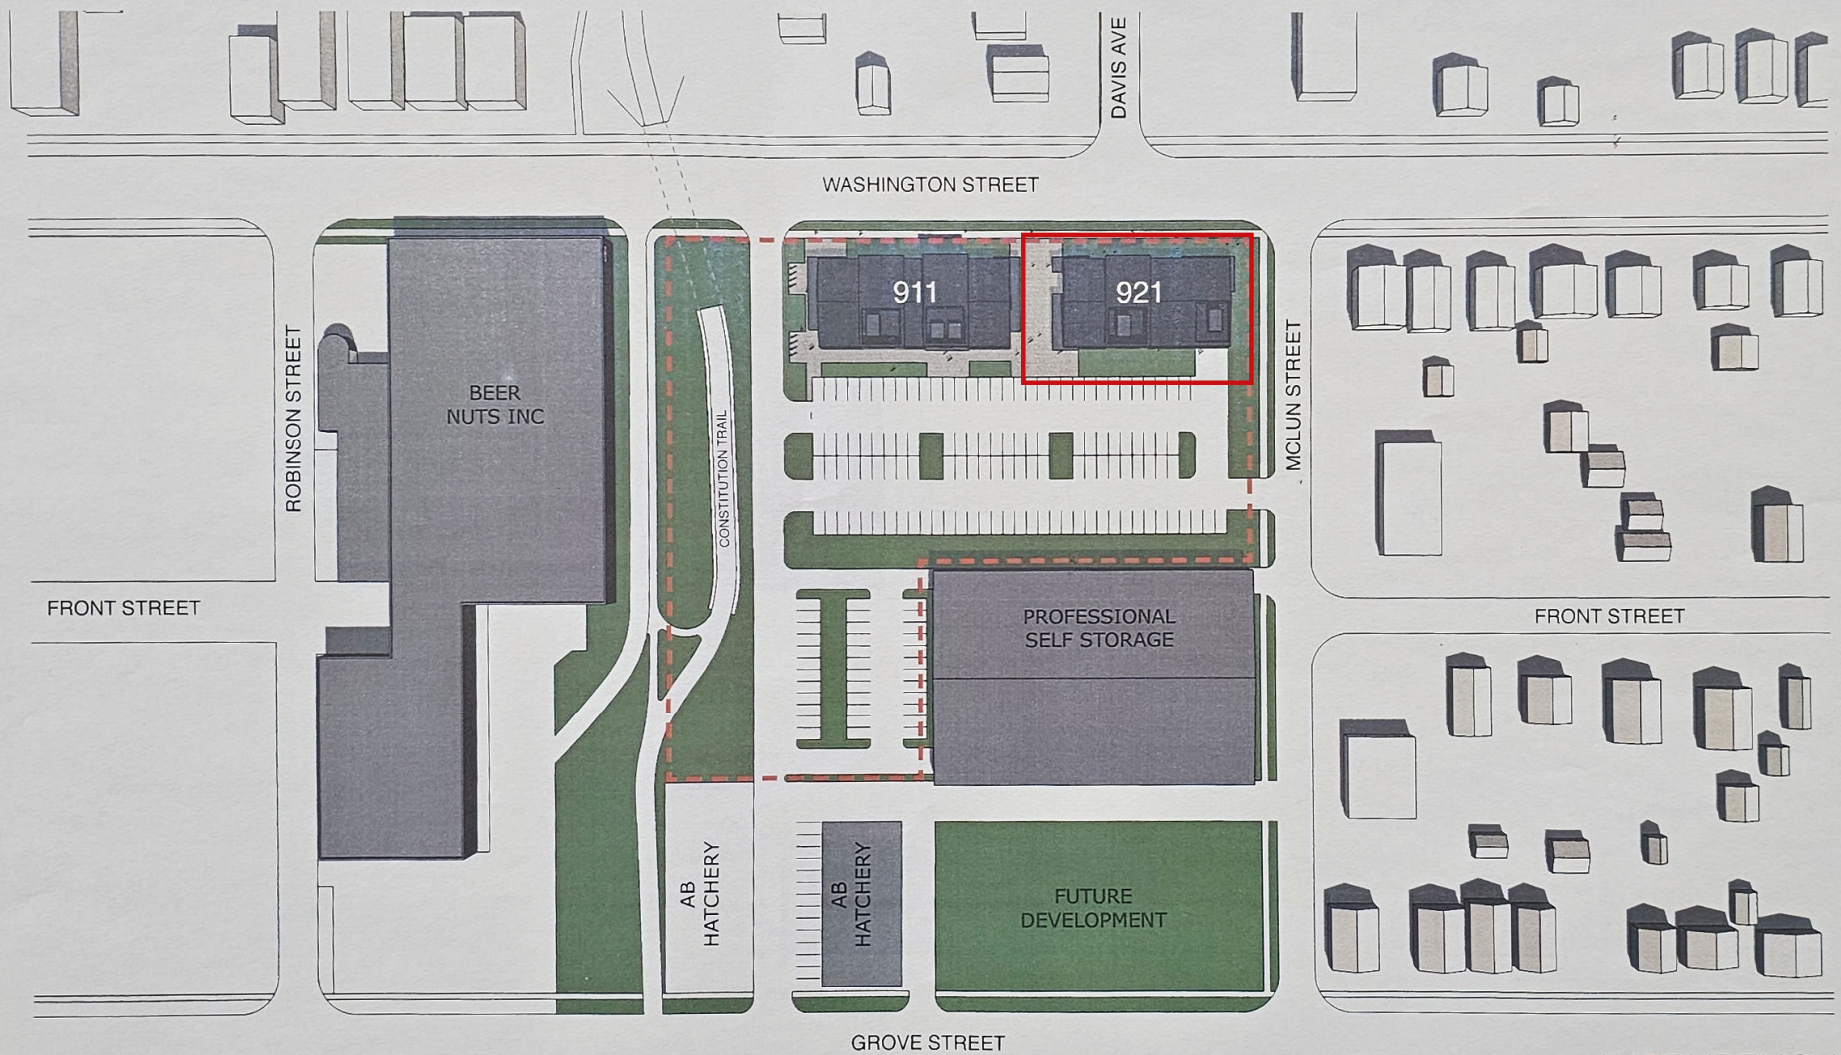 DAVIS AVE
WASHINGTON STREET
911
921
BEER
NUTS INC
ROBINSON STREET
CONSTITUTION TRAIL
MCLUN STREET
FRONT STREET
PROFESSIONAL
SELF STORAGE
FRONT STREET
AB
HATCHERY
AB
HATCHERY
FUTURE
DEVELOPMENT
GROVE STREET